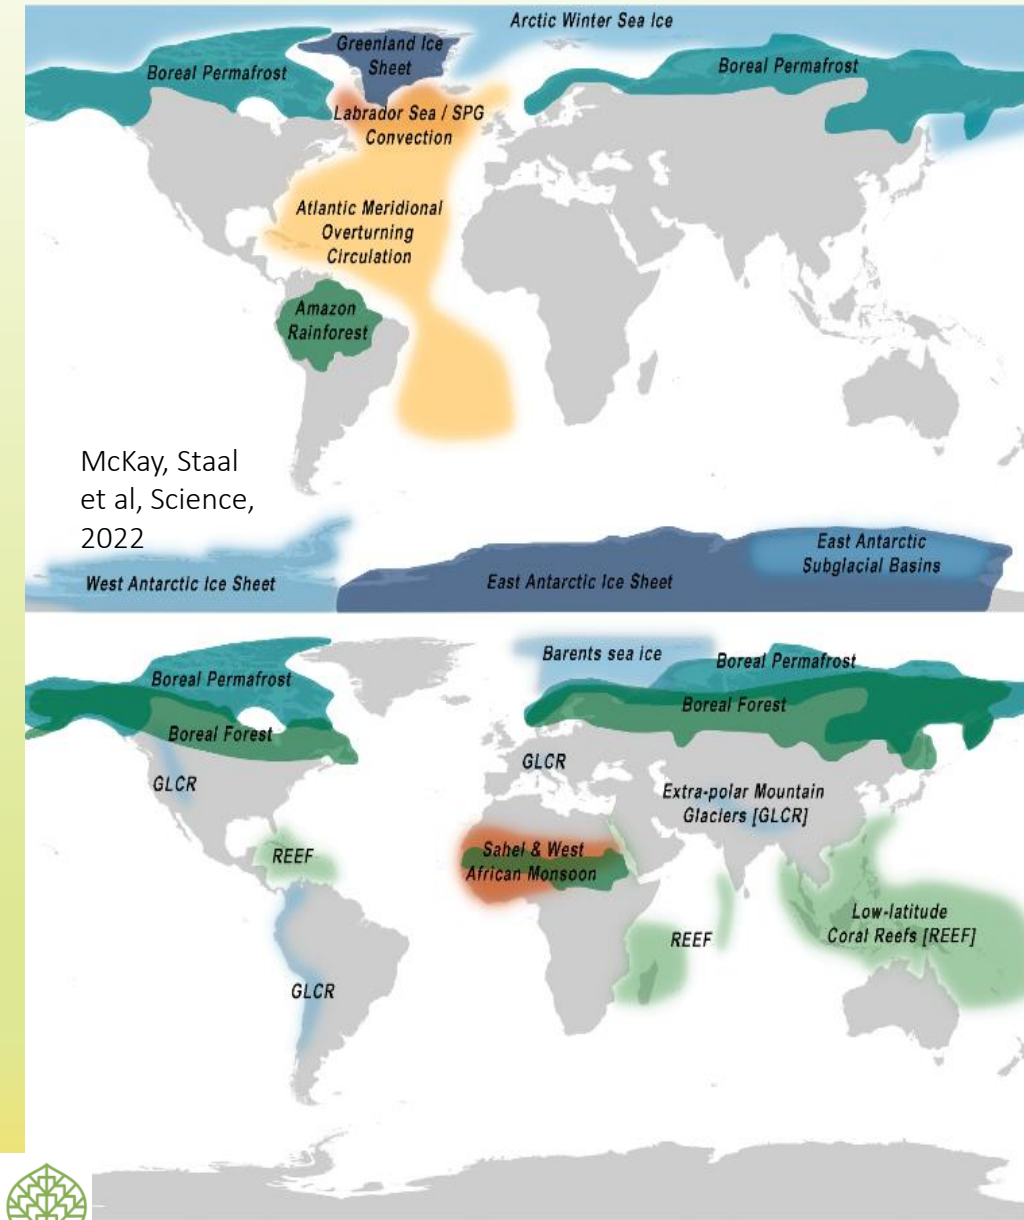 Arctic Winter Sea Ice
Greenland Ice
Sheet
Boreal Permafrost
Boreal Permafrost
Labrador Sea / SPG
Convection
Atlantic Meridional
Overturning
Circulation
Amazon
Rainforest
McKay, Staal
et al, Science,
2022
West Antarctic Ice Sheet
East Antarctic Ice Sheet
East Antarctic
Subglacial Basins
Barents sea ice
Boreal Permafrost
Boreal Permafrost
Boreal Forest
Boreal Forest
GLCR
GLCR
Extra-polar Mountain
Glaciers [GLCR]
REEF
Sahel & West
African Monsoon
Low-latitude
Coral Reefs [REEF]
REEF
GLCR